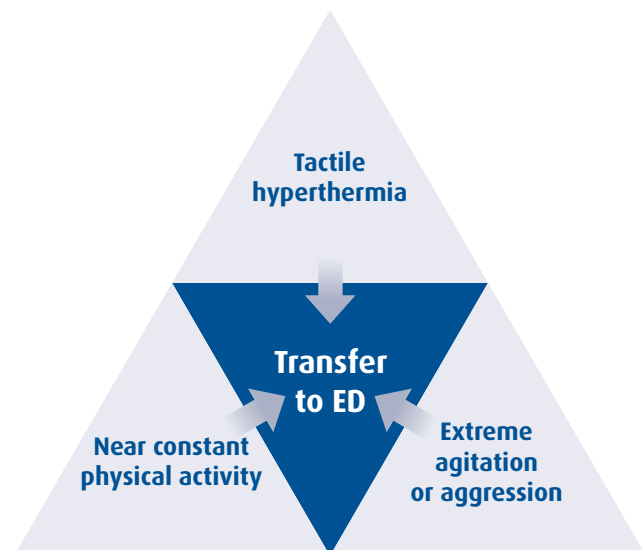 Tactile
hyperthermia
Transfer
to ED
Near constant
physical activity
Extreme
agitation
or aggression